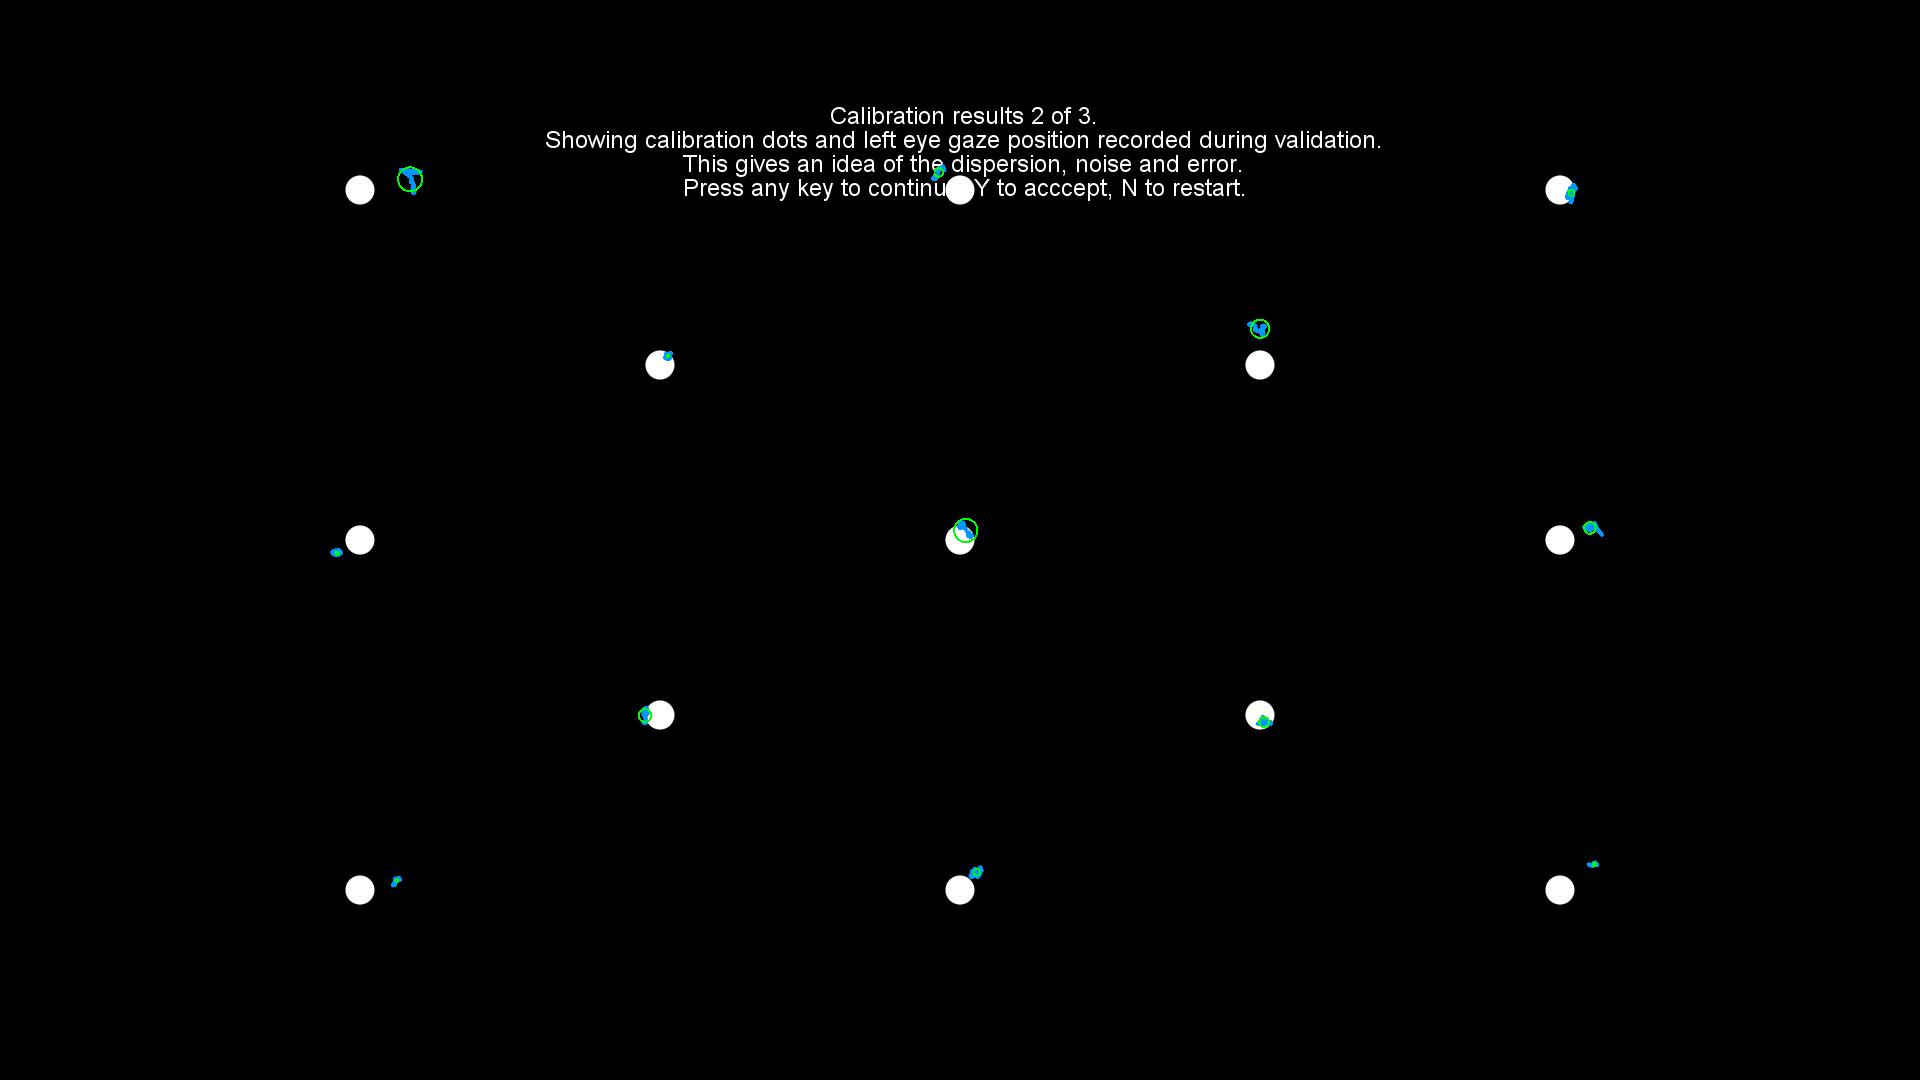 Calibration results 2 of 3.
Showing calibration dots and left eye gaze position recorded during validation.
This gives an idea of the dispersion, noise and error.
Press any key to continu Y to acccept, N to restart.